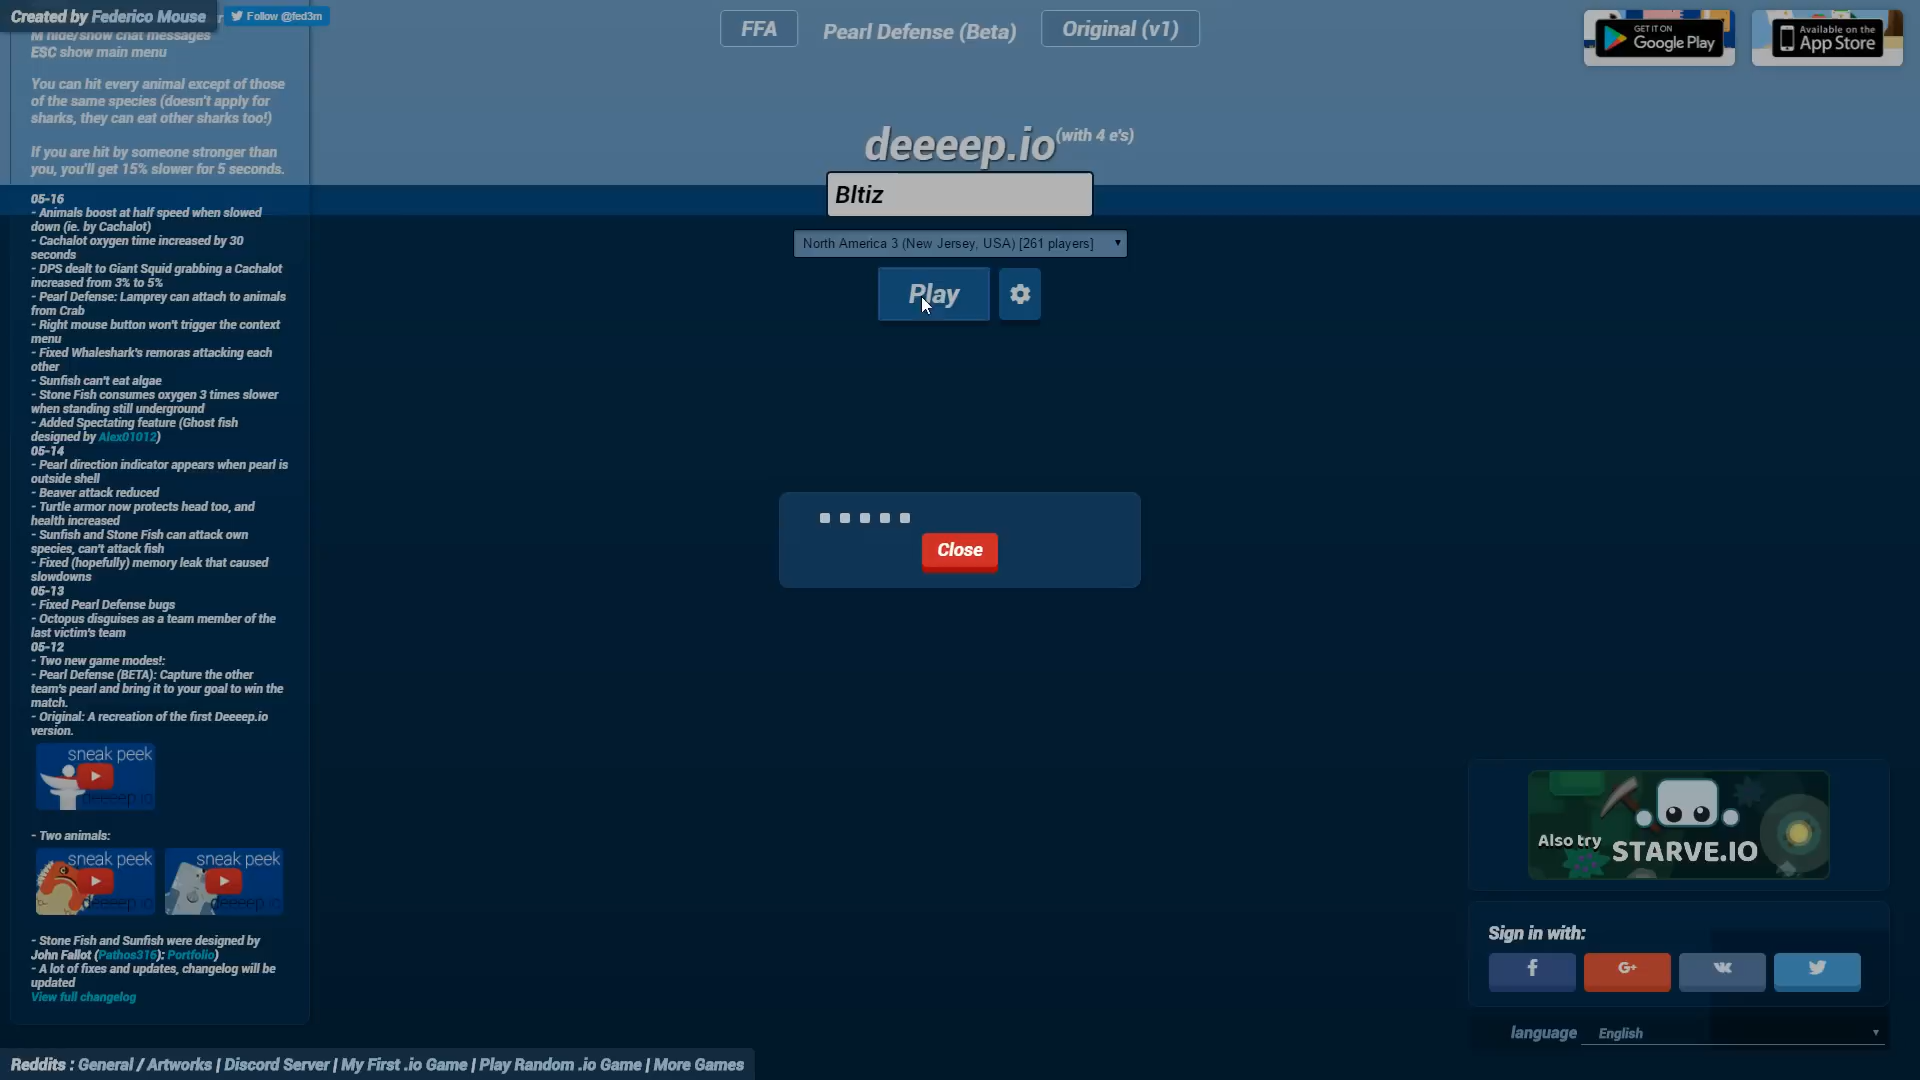 Created by Federico Mouse
Follow @fed3m
M hide/show chat messages
ESC show main menu
You can hit every animal except of those
of the same species (doesn't apply for
sharks, they can eat other sharks too!)
If you are hit by someone stronger than
you, you'll get 15% slower for 5 seconds.
05-16
- Animals boost at half speed when slowed
down (ie. by Cachalot)
- Cachalot oxygen time increased by 30
seconds
- DPS dealt to Giant Squid grabbing a Cachalot
increased from 3% to 5%
- Pearl Defense: Lamprey can attach to animals
from Crab
- Right mouse button won't trigger the context
menu
- Fixed Whaleshark's remoras attacking each
other
- Sunfish can't eat algae
- Stone Fish consumes oxygen 3 times slower
when standing still underground
- Added Spectating feature (Ghost fish
designed by Alex01012)
05-14
- Pearl direction indicator appears when pearl is
outside shell
- Beaver attack reduced
- Turtle armor now protects head too, and
health increased
- Sunfish and Stone Fish can attack own
species, can't attack fish
- Fixed (hopefully) memory leak that caused
slowdowns
05-13
- Fixed Pearl Defense bugs
- Octopus disguises as a team member of the
last victim's team
05-12
- Two new game modes!:
- Pearl Defense (BETA): Capture the other
team's pearl and bring it to your goal to win the
match.
- Original: A recreation of the first Deeeep.io
version.
sneak peek
deeeep.io
- Two animals:
sneak peek
deeeep.io
sneak peek
deeeep.io
- Stone Fish and Sunfish were designed by
John Fallot (Pathos316): Portfolio)
- A lot of fixes and updates, changelog will be
updated
View full changelog
FFA
Pearl Defense (Beta)
Original (v1)
deeeep.io (with 4 e's)
Bltiz
North America 3 (New Jersey, USA) [261 players]
Play
Close
GET IT ON
Google Play
Available on the
App Store
Also try
STARVE.IO
Sign in with:
language English
Reddits : General / Artworks | Discord Server | My First .io Game | Play Random .io Game | More Games